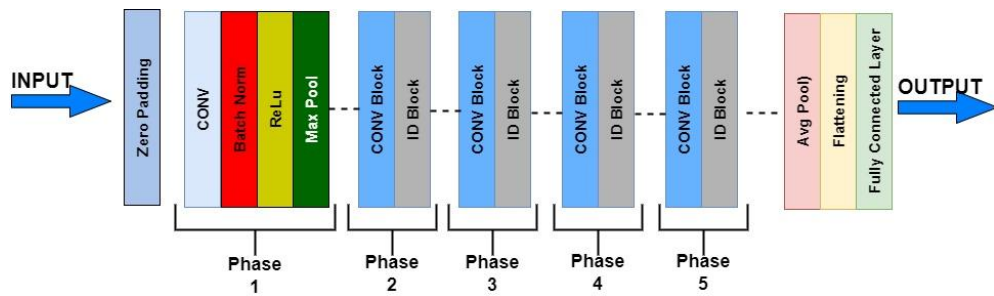 INPUT
Zero Padding
CONV
Batch Norm
ReLu
Max Pool
CONV Block
ID Block
CONV Block
ID Block
CONV Block
ID Block
CONV Block
ID Block
Avg Pool)
Flattening
Fully Connected Layer
OUTPUT
Phase
1
Phase
2
Phase
3
Phase
4
Phase
5